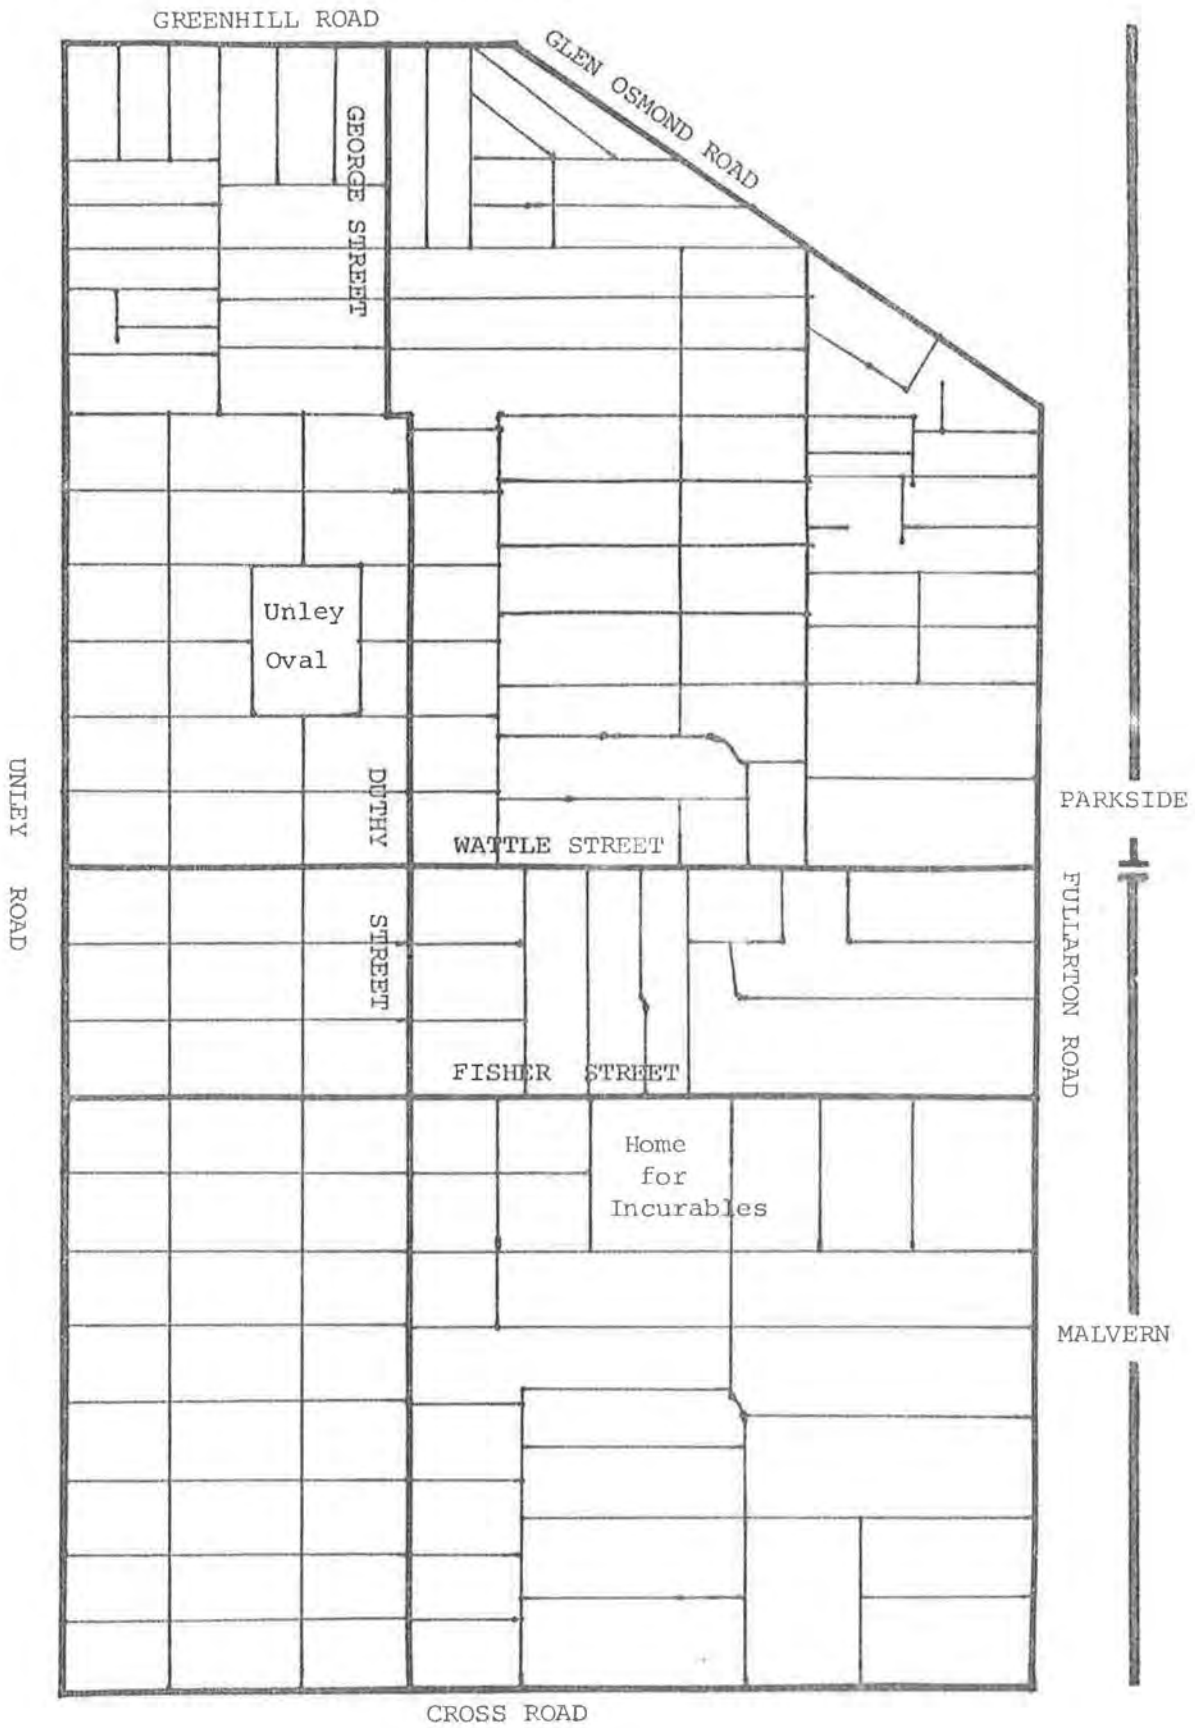 GREENHILL ROAD
GLEN OSMOND ROAD
GEORGE STREET
Unley
Oval
UNLEY ROAD
DUTHY STREET
WATTLE STREET
PARKSIDE
FULLARTON ROAD
FISHER STREET
Home
for
Incurables
MALVERN
CROSS ROAD